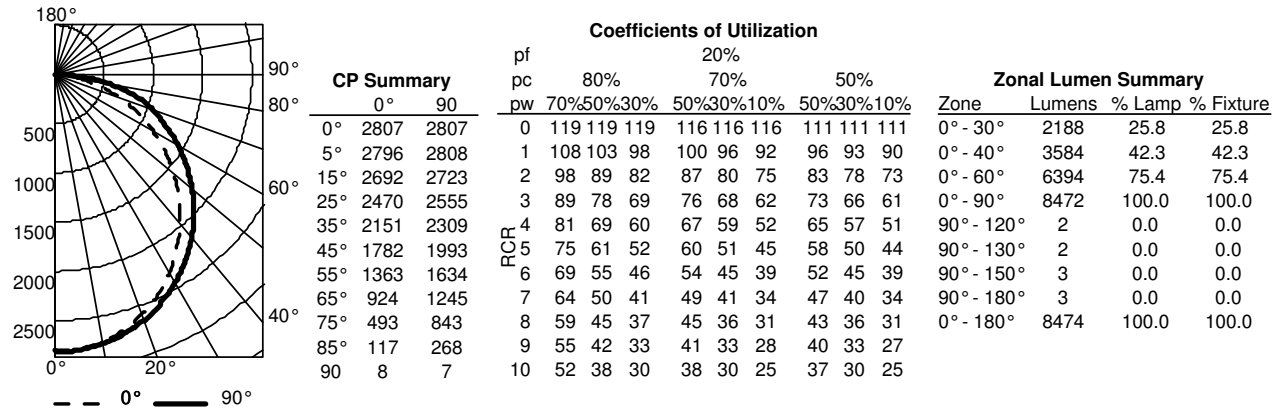 180°
90°
80°
60°
40°
500
1000
1500
2000
2500
0° 20°
0° 90°
CP Summary
0° 90
0° 2807 2807
5° 2796 2808
15° 2692 2723
25° 2470 2555
35° 2151 2309
45° 1782 1993
55° 1363 1634
65° 924 1245
75° 493 843
85° 117 268
90 8 7
Coefficients of Utilization
pf 20%
pc 80% 70% 50%
pw 70%50%30% 50%30%10% 50%30%10%
RCR
0 119 119 119 116 116 116 111 111 111
1 108 103 98 100 96 92 96 93 90
2 98 89 82 87 80 75 83 78 73
3 89 78 69 76 68 62 73 66 61
4 81 69 60 67 59 52 65 57 51
5 75 61 52 60 51 45 58 50 44
6 69 55 46 54 45 39 52 45 39
7 64 50 41 49 41 34 47 40 34
8 59 45 37 45 36 31 43 36 31
9 55 42 33 41 33 28 40 33 27
10 52 38 30 38 30 25 37 30 25
Zonal Lumen Summary
Zone Lumens % Lamp % Fixture
0° - 30° 2188 25.8 25.8
0° - 40° 3584 42.3 42.3
0° - 60° 6394 75.4 75.4
0° - 90° 8472 100.0 100.0
90° - 120° 2 0.0 0.0
90° - 130° 2 0.0 0.0
90° - 150° 3 0.0 0.0
90° - 180° 3 0.0 0.0
0° - 180° 8474 100.0 100.0